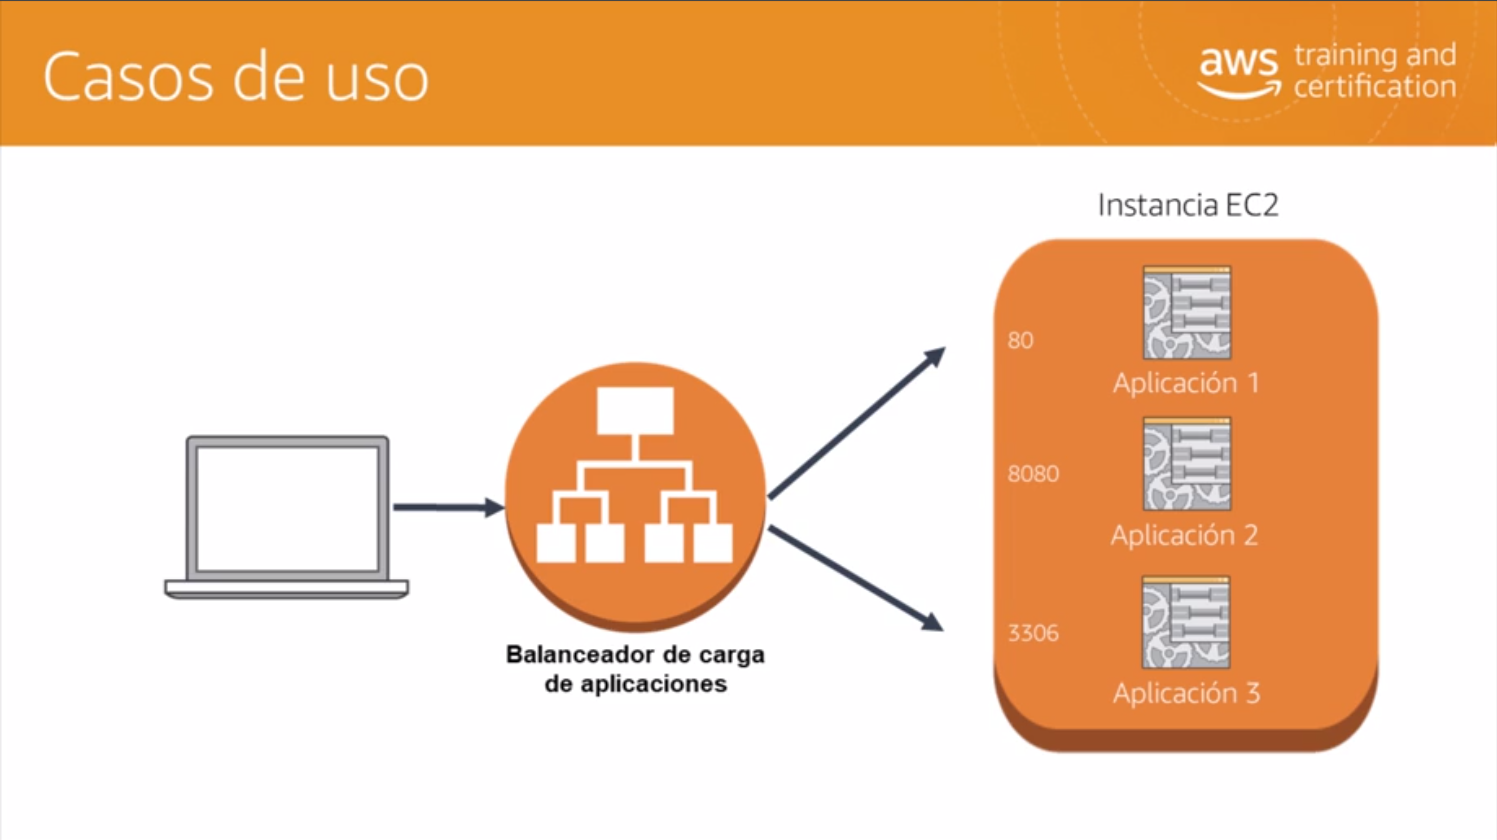 Casos de uso
aws training and
certification
Instancia EC2
80
Aplicación 1
8080
Aplicación 2
3306
Aplicación 3
Balanceador de carga
de aplicaciones